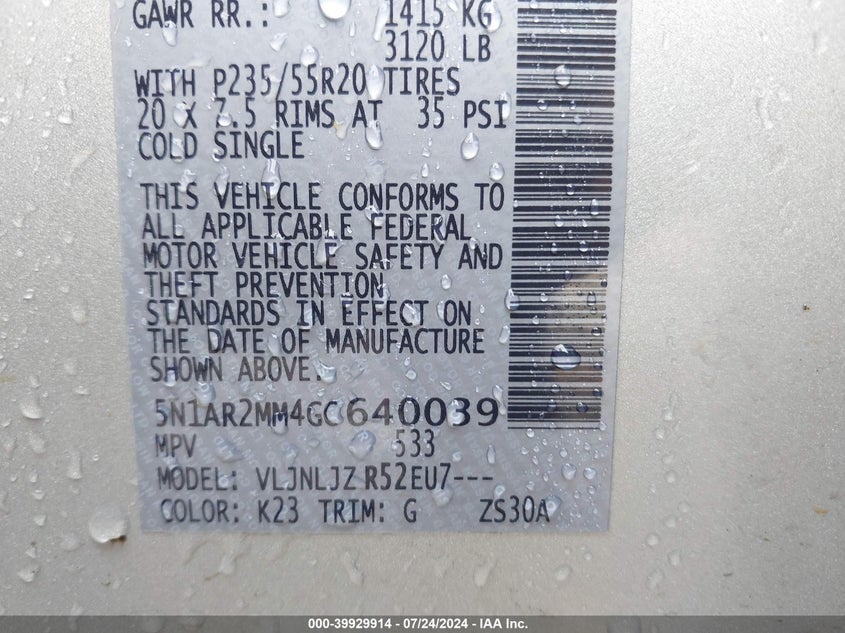 GAWR RR.: 1415 KG
3120 LB
WITH P235/55R20 TIRES
20 X 7.5 RIMS AT 35 PSI
COLD SINGLE
THIS VEHICLE CONFORMS TO
ALL APPLICABLE FEDERAL
MOTOR VEHICLE SAFETY AND
THEFT PREVENTION
STANDARDS IN EFFECT ON
THE DATE OF MANUFACTURE
SHOWN ABOVE.
5N1AR2MM4GC640039
MPV 533
MODEL: VLJNLJZ R52EU7---
COLOR: K23 TRIM: G ZS30A
000-39929914 - 07/24/2024 - IAA Inc.